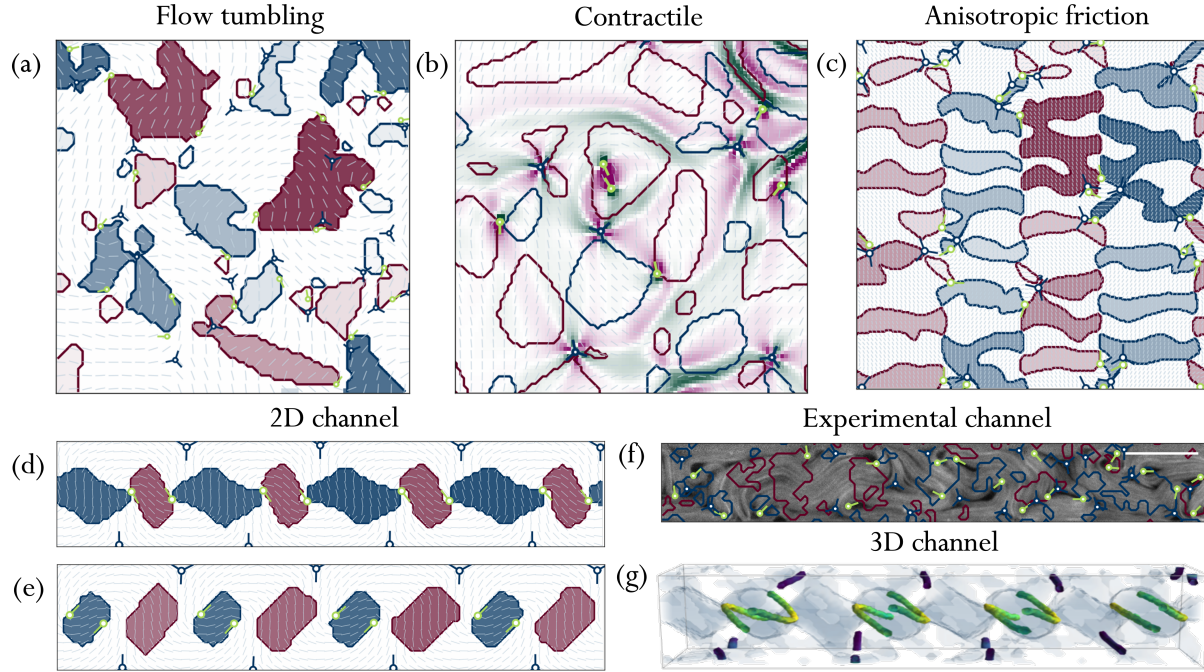 Flow tumbling
Contractile
Anisotropic friction
(a)
(b)
(c)
2D channel
Experimental channel
(d)
(f)
3D channel
(e)
(g)